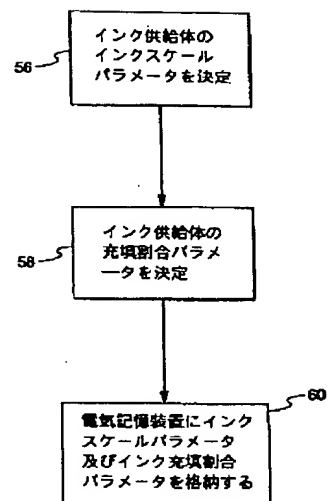 インク供給体の
インクスケール
パラメータを決定
56
インク供給体の
充填割合パラメ
ータを決定
58
60
電気記憶装置にインク
スケールパラメータ
及びインク充填割合
パラメータを格納する